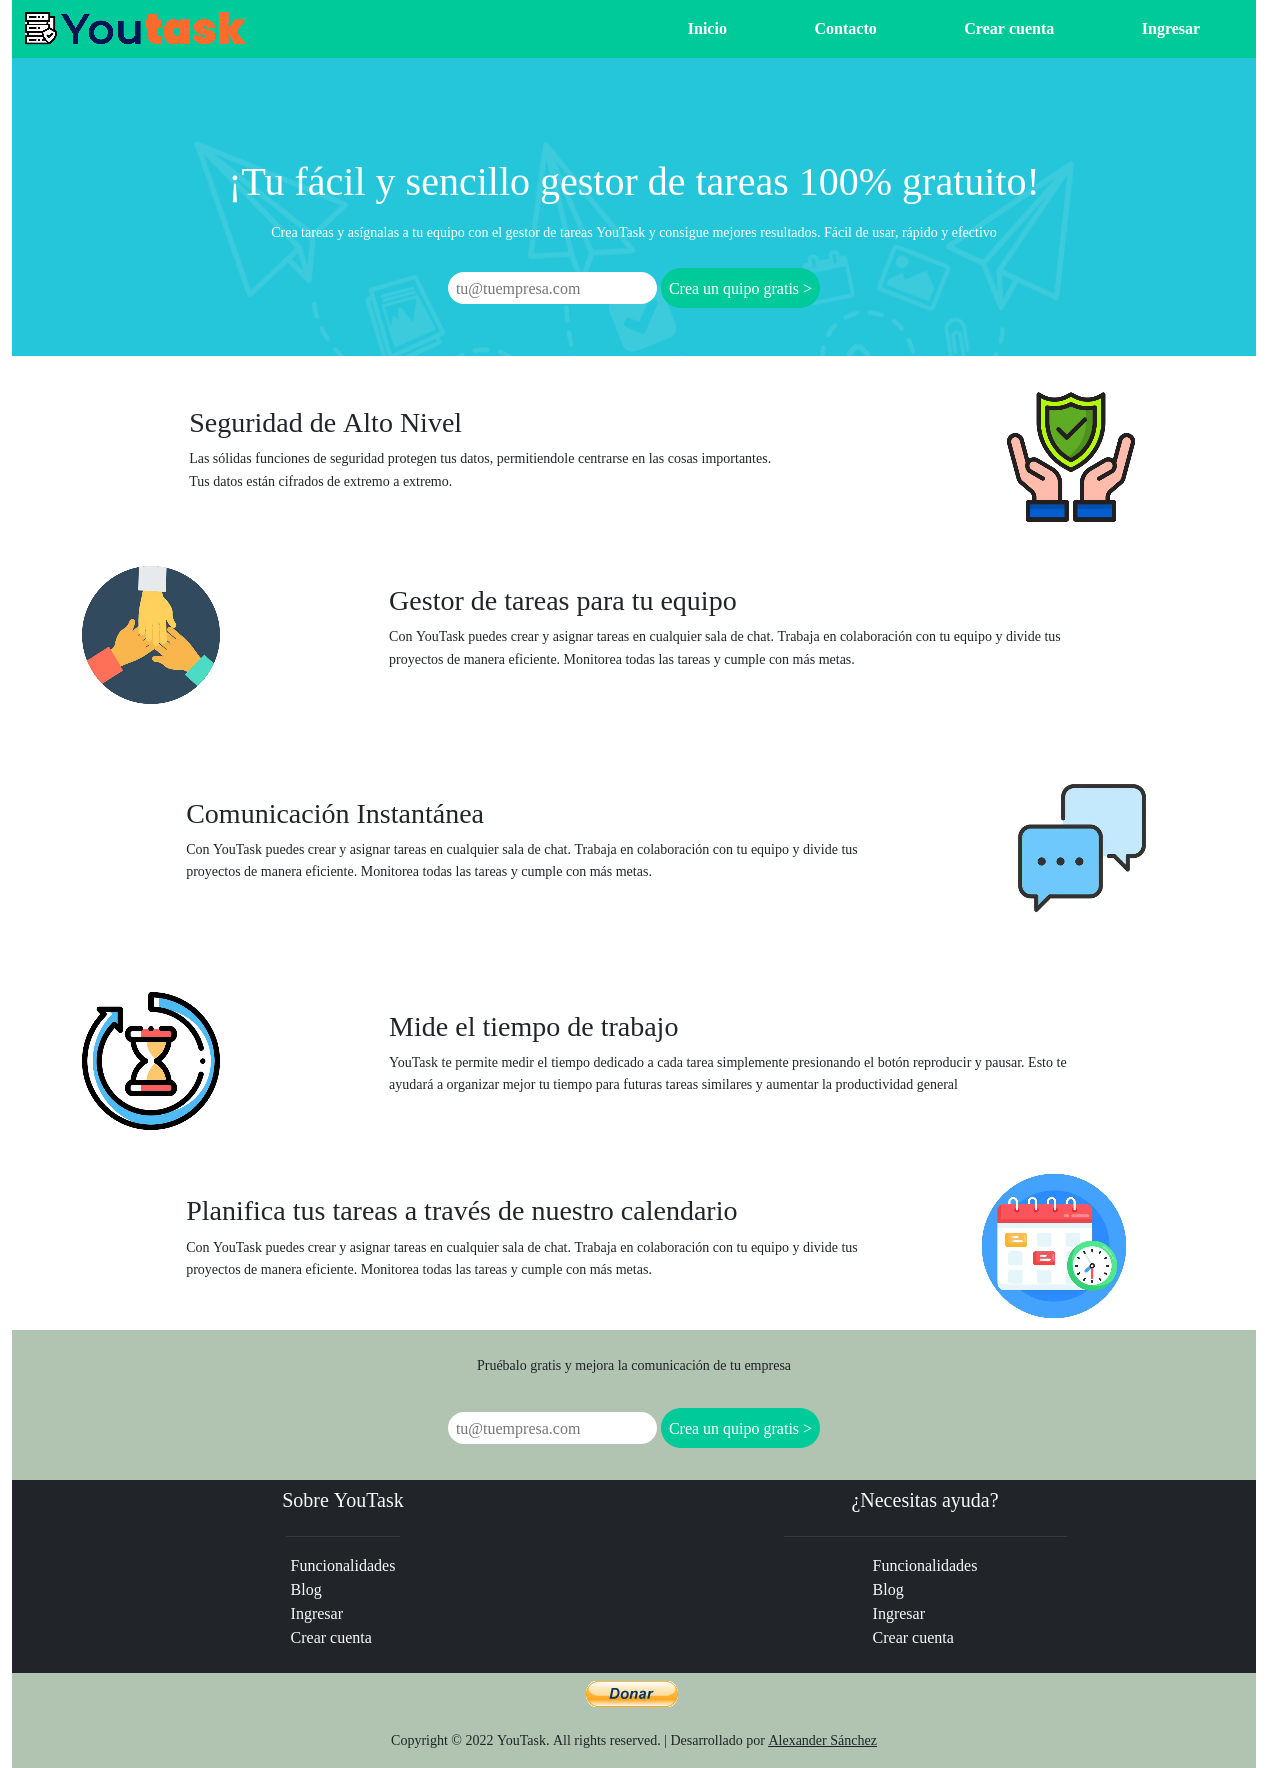 Youtask
Inicio
Contacto
Crear cuenta
Ingresar
¡Tu fácil y sencillo gestor de tareas 100% gratuito!
Crea tareas y asígnalas a tu equipo con el gestor de tareas YouTask y consigue mejores resultados. Fácil de usar, rápido y efectivo
tu@tuempresa.com
Crea un quipo gratis >
Seguridad de Alto Nivel
Las sólidas funciones de seguridad protegen tus datos, permitiendole centrarse en las cosas importantes.
Tus datos están cifrados de extremo a extremo.
Gestor de tareas para tu equipo
Con YouTask puedes crear y asignar tareas en cualquier sala de chat. Trabaja en colaboración con tu equipo y divide tus
proyectos de manera eficiente. Monitorea todas las tareas y cumple con más metas.
Comunicación Instantánea
Con YouTask puedes crear y asignar tareas en cualquier sala de chat. Trabaja en colaboración con tu equipo y divide tus
proyectos de manera eficiente. Monitorea todas las tareas y cumple con más metas.
Mide el tiempo de trabajo
YouTask te permite medir el tiempo dedicado a cada tarea simplemente presionando el botón reproducir y pausar. Esto te
ayudará a organizar mejor tu tiempo para futuras tareas similares y aumentar la productividad general
Planifica tus tareas a través de nuestro calendario
Con YouTask puedes crear y asignar tareas en cualquier sala de chat. Trabaja en colaboración con tu equipo y divide tus
proyectos de manera eficiente. Monitorea todas las tareas y cumple con más metas.
Pruébalo gratis y mejora la comunicación de tu empresa
tu@tuempresa.com
Crea un quipo gratis >
Sobre YouTask
Funcionalidades
Blog
Ingresar
Crear cuenta
¿Necesitas ayuda?
Funcionalidades
Blog
Ingresar
Crear cuenta
Donar
Copyright © 2022 YouTask. All rights reserved. | Desarrollado por Alexander Sánchez